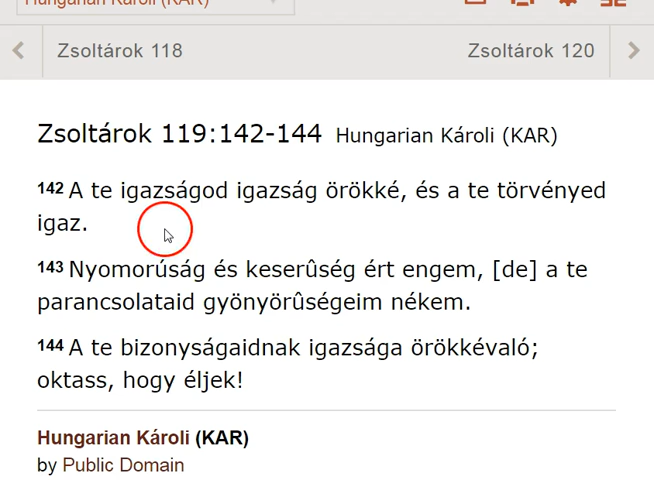 Hungarian Károli (KAR)
Zsoltárok 118 Zsoltárok 120
Zsoltárok 119:142-144 Hungarian Károli (KAR)
142 A te igazságod igazság örökké, és a te törvényed
igaz.
143 Nyomorúság és keserûség ért engem, [de] a te
parancsolataid gyönyörûségeim nékem.
144 A te bizonyságaidnak igazsága örökkévaló;
oktass, hogy éljek!
Hungarian Károli (KAR)
by Public Domain